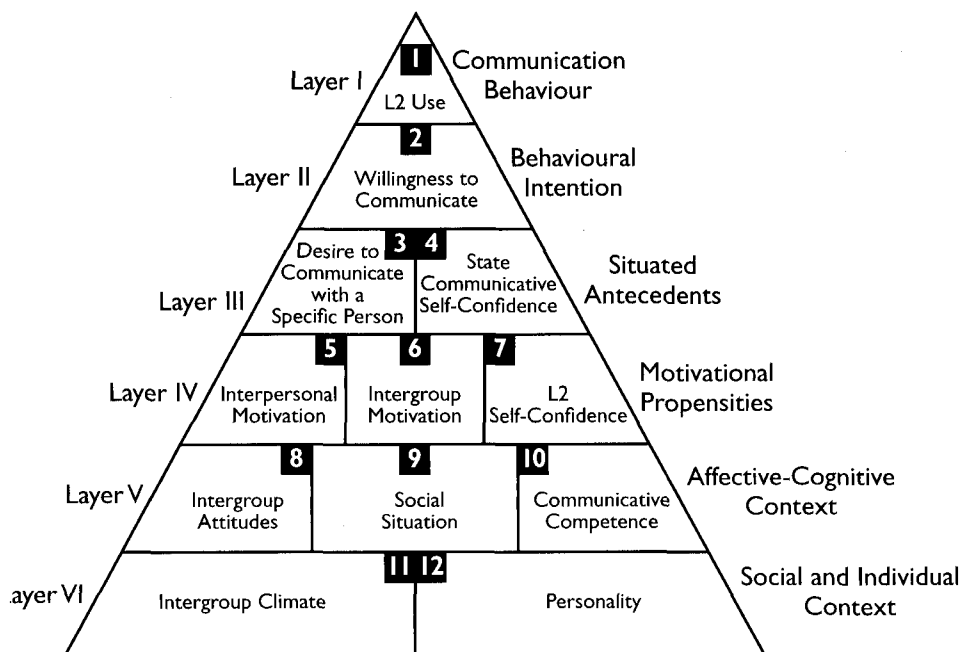 1
Layer I
L2 Use
Communication
Behaviour
2
Layer II
Willingness to
Communicate
Behavioural
Intention
3 4
Layer III
Desire to
Communicate
with a
Specific Person
State
Communicative
Self-Confidence
Situated
Antecedents
5 6 7
Layer IV
Interpersonal
Motivation
Intergroup
Motivation
L2
Self-Confidence
Motivational
Propensities
8 9 10
Layer V
Intergroup
Attitudes
Social
Situation
Communicative
Competence
Affective-Cognitive
Context
11 12
ayer VI
Intergroup Climate
Personality
Social and Individual
Context